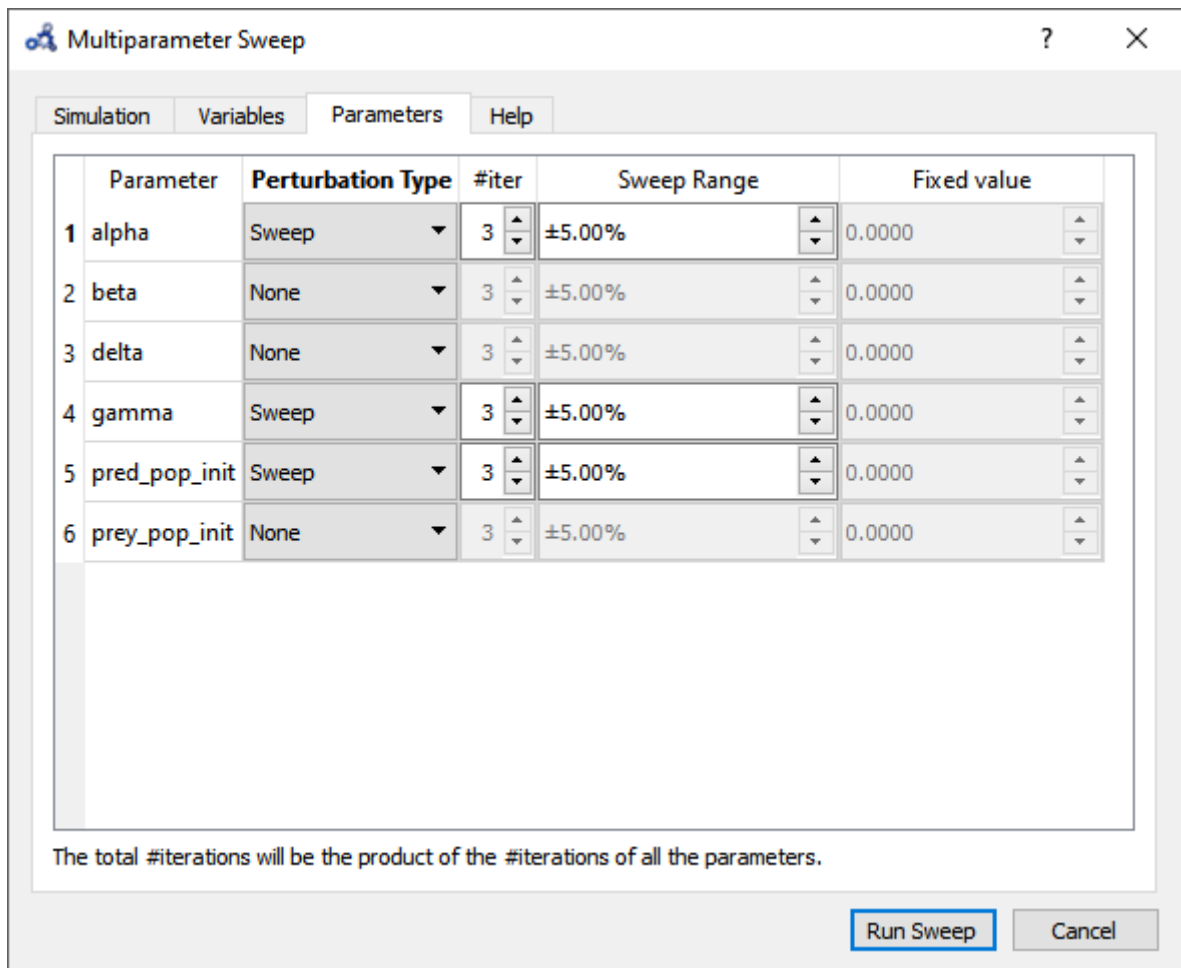 Multiparameter Sweep ?
Simulation Variables Parameters Help
Parameter Perturbation Type #iter Sweep Range Fixed value
1 alpha Sweep 3 ±5.00% 0.0000
2 beta None 3 ±5.00% 0.0000
3 delta None 3 ±5.00% 0.0000
4 gamma Sweep 3 ±5.00% 0.0000
5 pred_pop_init Sweep 3 ±5.00% 0.0000
6 prey_pop_init None 3 ±5.00% 0.0000
The total #iterations will be the product of the #iterations of all the parameters.
Run Sweep Cancel